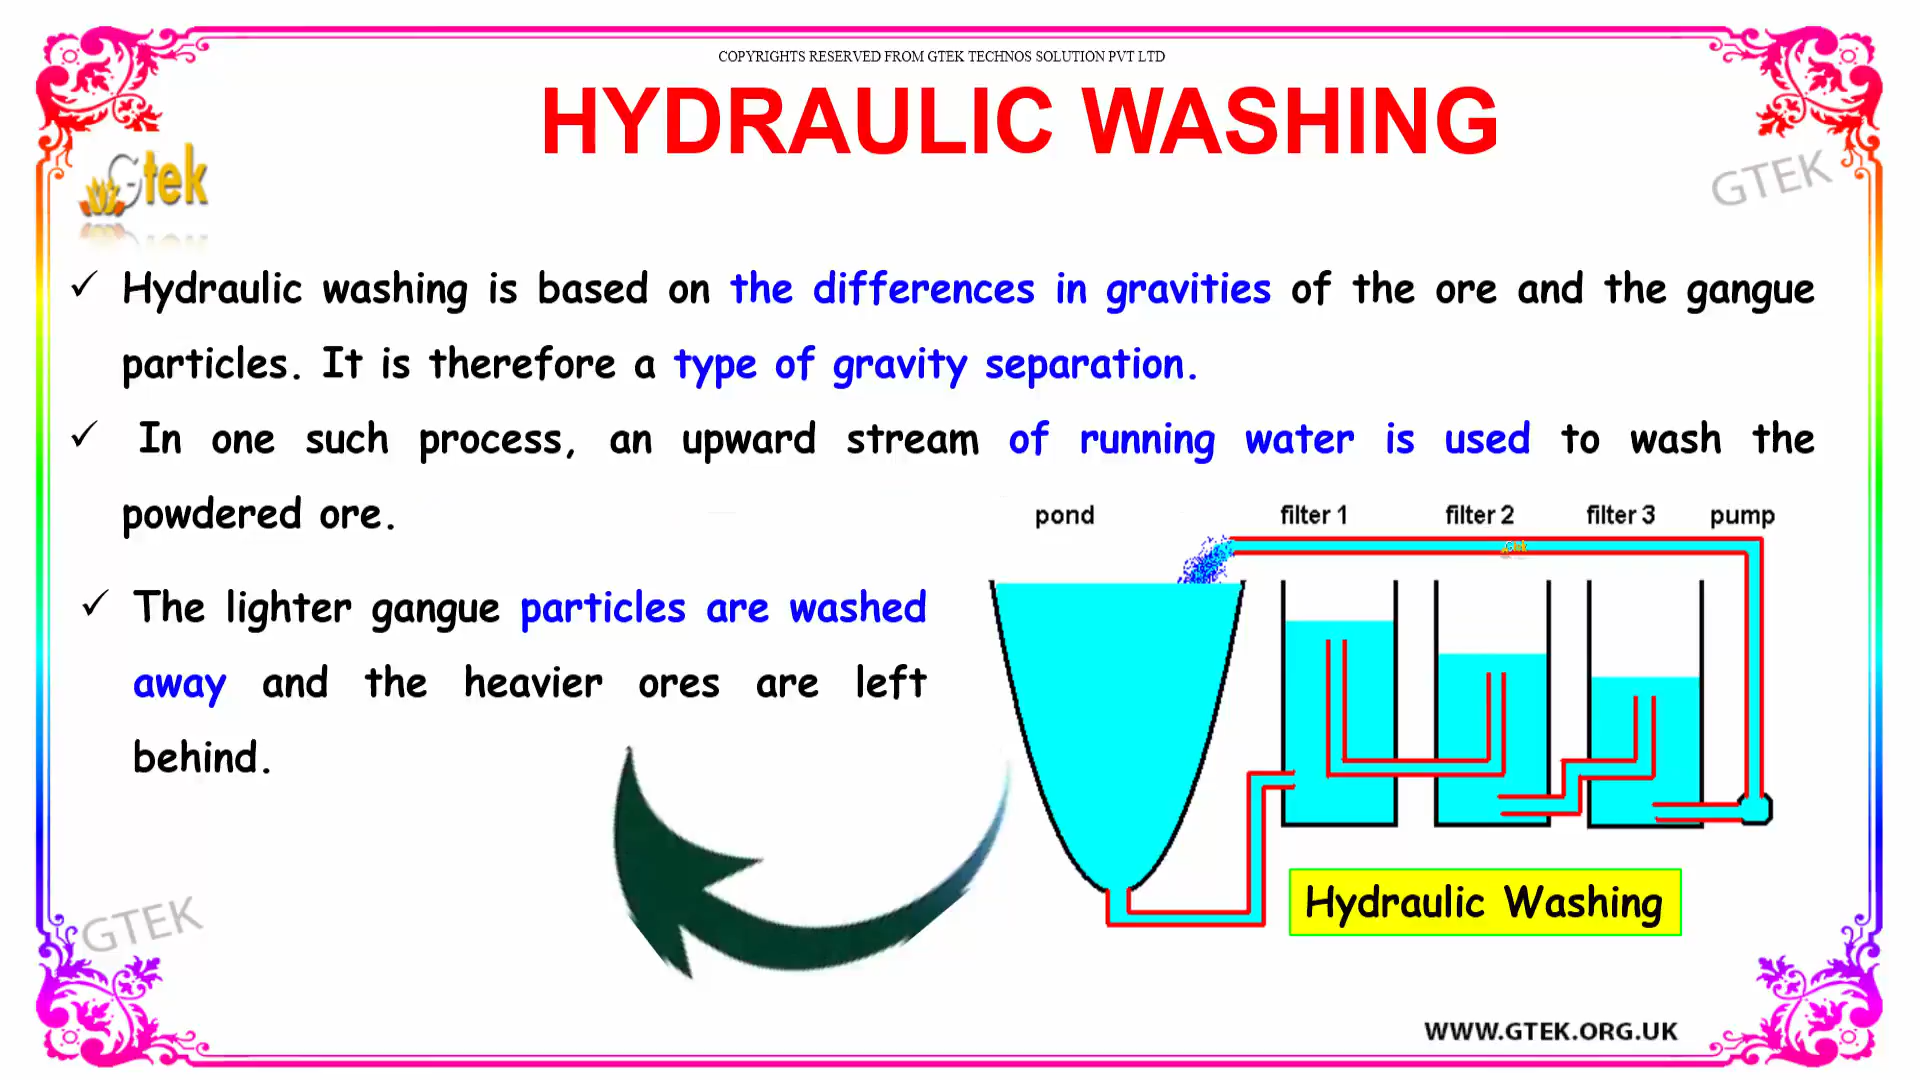 COPYRIGHTS RESERVED FROM GTEK TECHNOS SOLUTION PVT LTD
HYDRAULIC WASHING
Gtek
GTEK
✓ Hydraulic washing is based on the differences in gravities of the ore and the gangue
particles. It is therefore a type of gravity separation.
✓ In one such process, an upward stream of running water is used to wash the
powdered ore.
pond filter 1 filter 2 filter 3 pump
Gtek
✓ The lighter gangue particles are washed
away and the heavier ores are left
behind.
Hydraulic Washing
GTEK
WWW.GTEK.ORG.UK